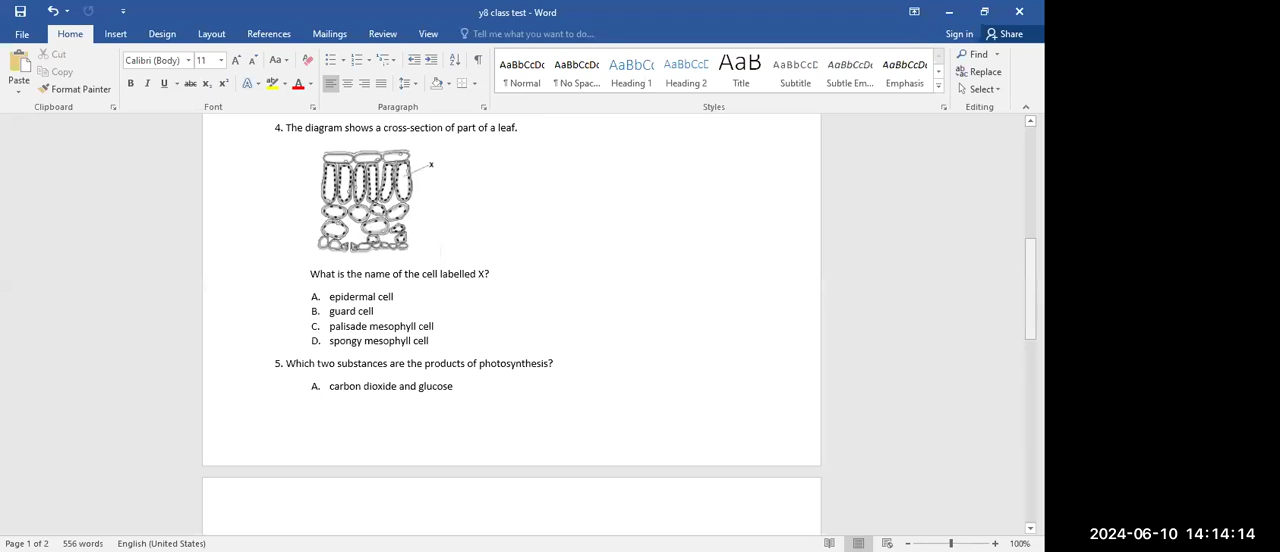 y8 class test - Word
File Home Insert Design Layout References Mailings Review View Tell me what you want to do... Sign in Share
Paste
Cut
Copy
Format Painter
Clipboard
Calibri (Body) 11
Font
Paragraph
AaBbCcDc AaBbCcDc AaBbC( AaBbCcD AaB AaBbCcD AaBbCcDt AaBbCcDt
¶ Normal ¶ No Spac... Heading 1 Heading 2 Title Subtitle Subtle Em... Emphasis
Styles
Find
Replace
Select
Editing
4. The diagram shows a cross-section of part of a leaf.
X
What is the name of the cell labelled X?
A. epidermal cell
B. guard cell
C. palisade mesophyll cell
D. spongy mesophyll cell
5. Which two substances are the products of photosynthesis?
A. carbon dioxide and glucose
Page 1 of 2 556 words English (United States) 100%
2024-06-10 14:14:14